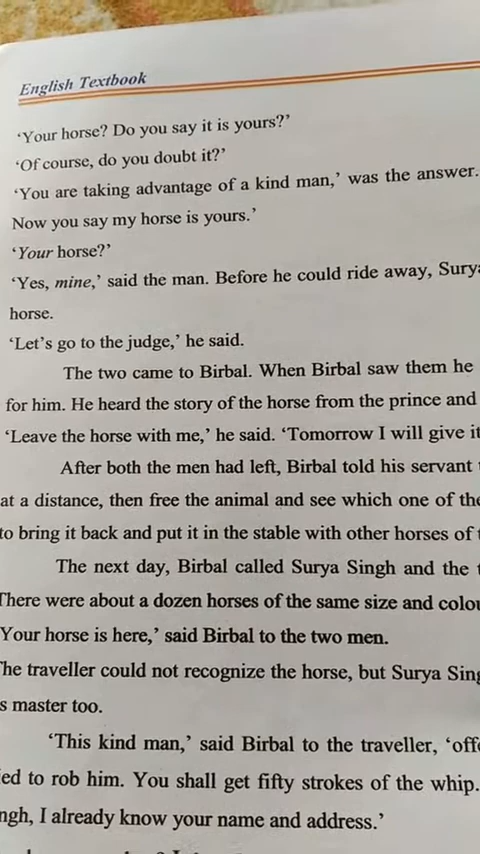 English Textbook
‘Your horse? Do you say it is yours?’
‘Of course, do you doubt it?’
‘You are taking advantage of a kind man,’ was the answer.
Now you say my horse is yours.’
‘Your horse?’
‘Yes, mine,’ said the man. Before he could ride away,
horse.
‘Let’s go to the judge,’ he said.
The two came to Birbal. When Birbal saw them he
for him. He heard the story of the horse from the prince and
‘Leave the horse with me,’ he said. ‘Tomorrow I will give it
After both the men had left, Birbal told his servant
at a distance, then free the animal and see which one of
to bring it back and put it in the stable with other horses of
The next day, Birbal called Surya Singh and the
There were about a dozen horses of the same size and
Your horse is here,’ said Birbal to the two men.
The traveller could not recognize the horse, but Surya
master too.
‘This kind man,’ said Birbal to the traveller,
to rob him. You shall get fifty strokes of the whip.
I already know your name and address.’